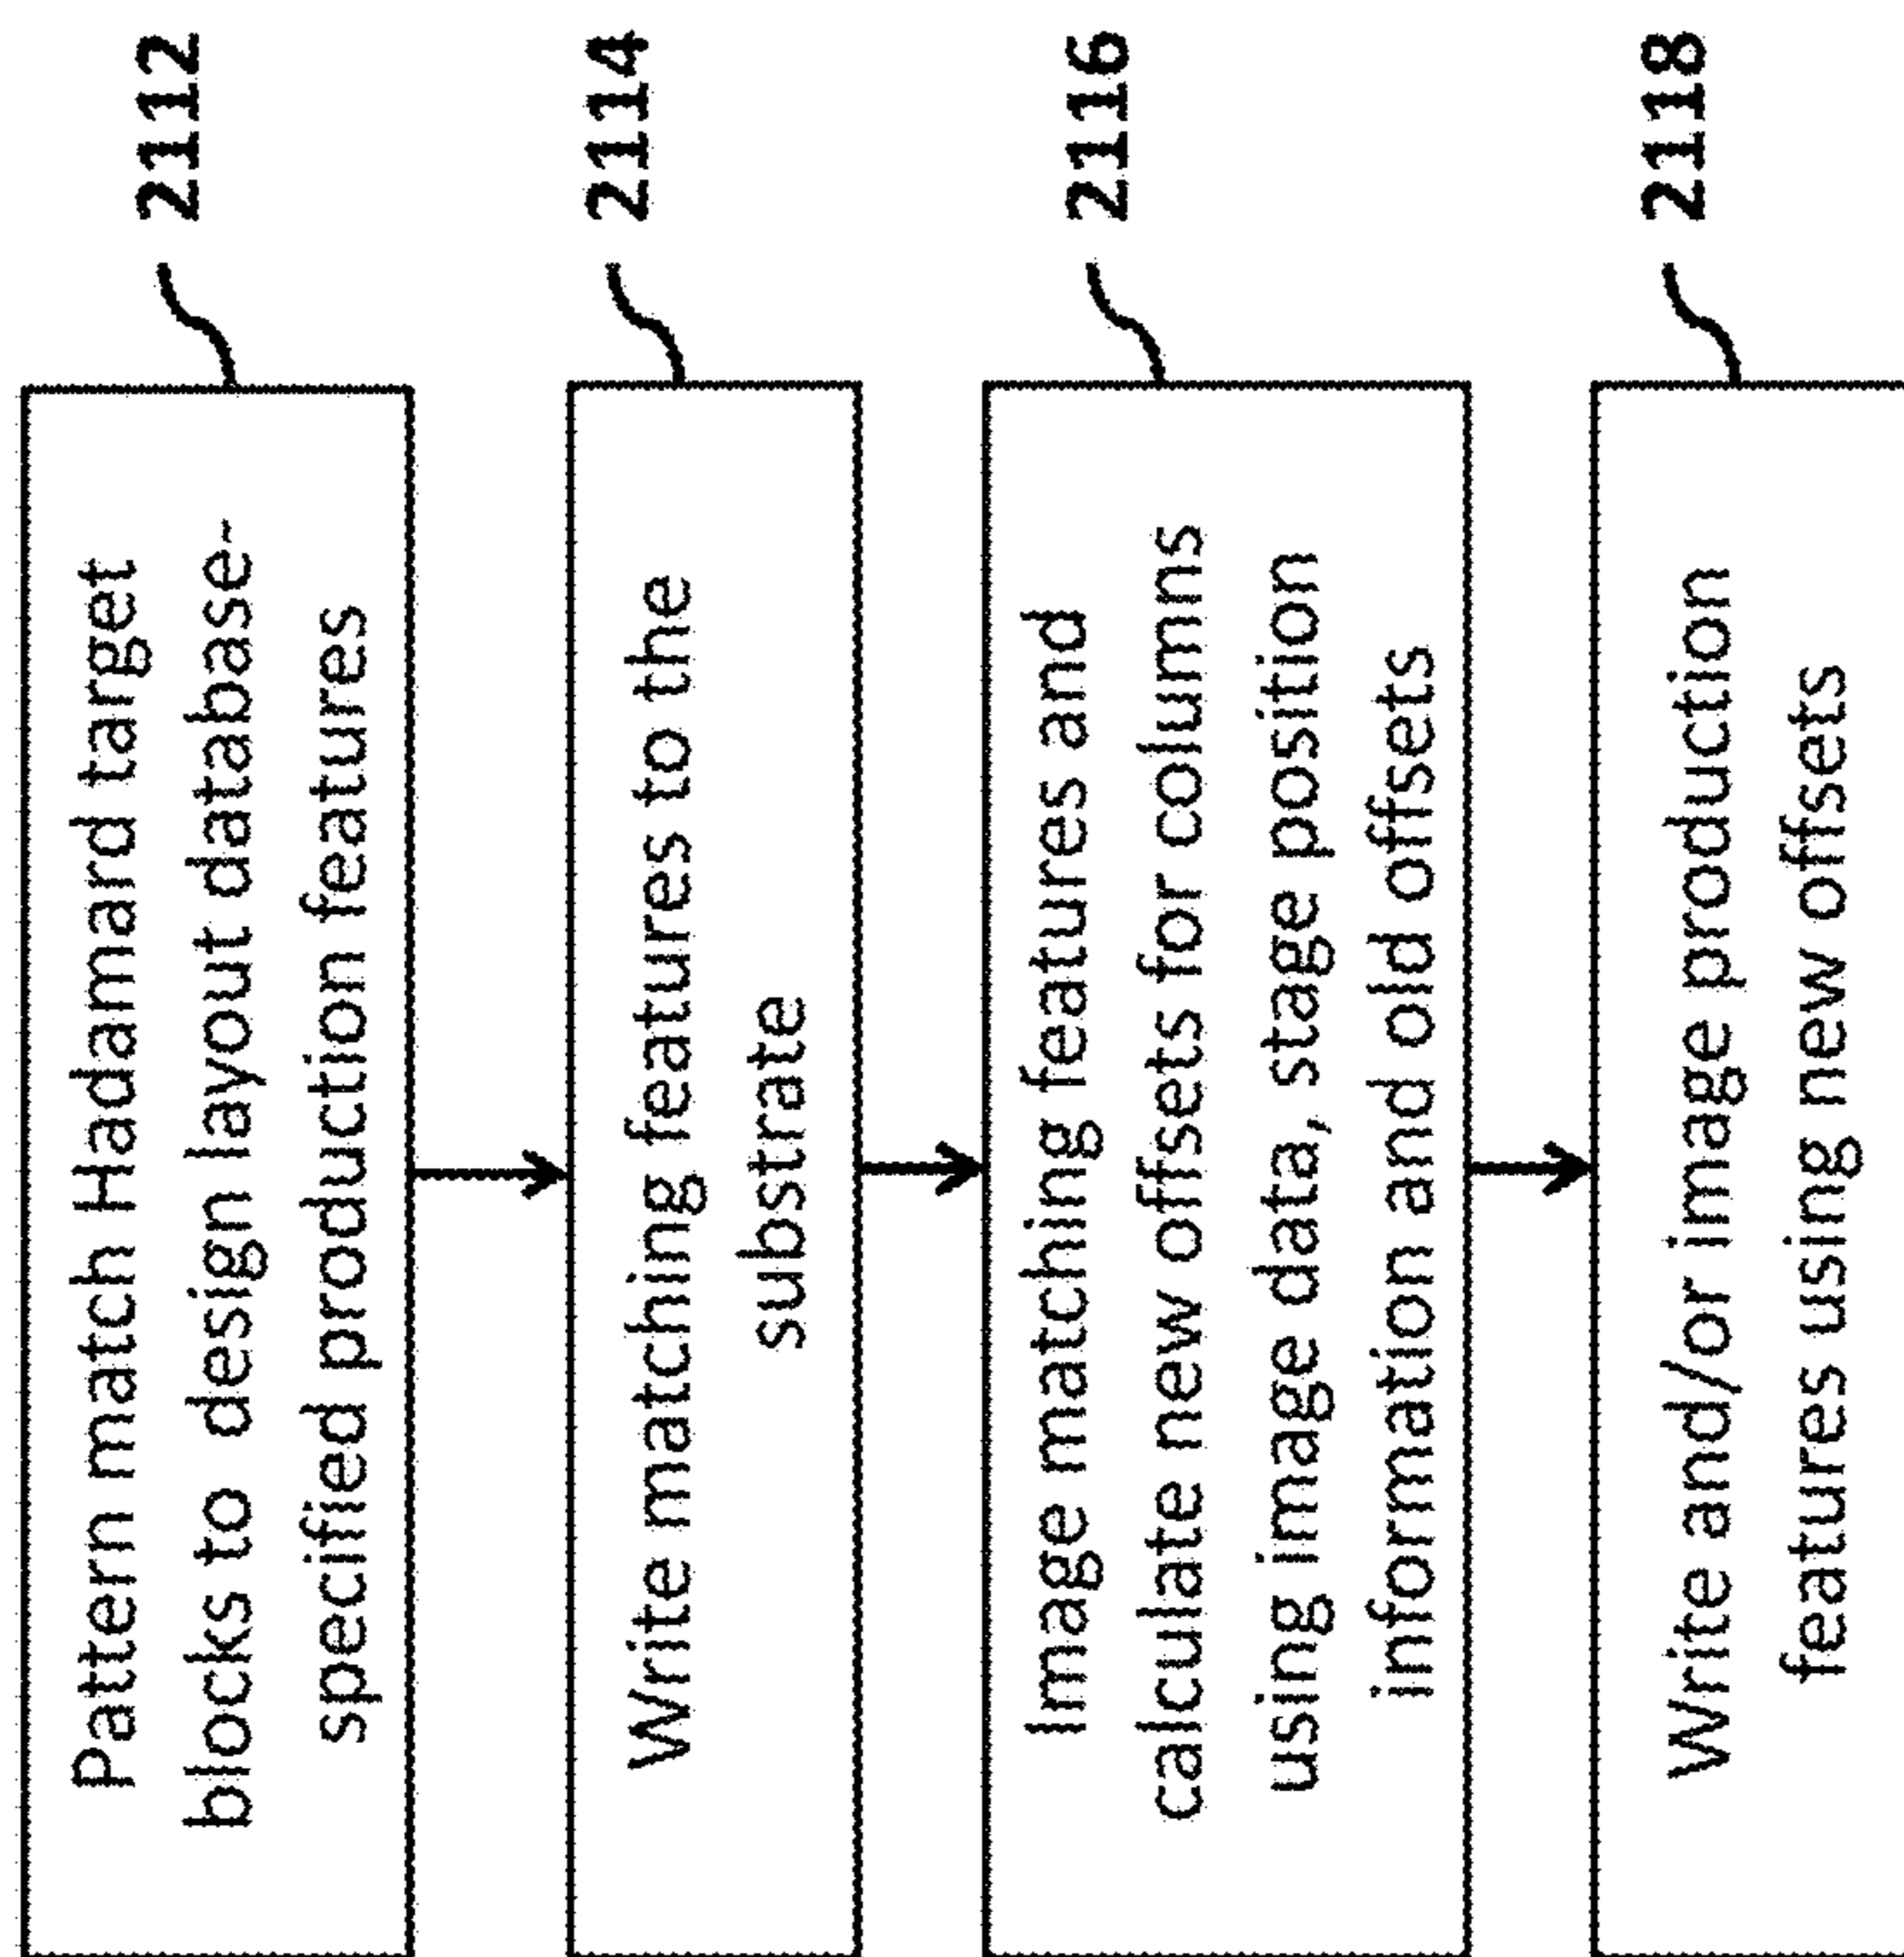 Pattern match Hadamard target
blocks to design layout database-
specified production features
2112
Write matching features to the
substrate
2114
Image matching features and
calculate new offsets for columns
using image data, stage position
information and old offsets
2116
Write and/or image production
features using new offsets
2118